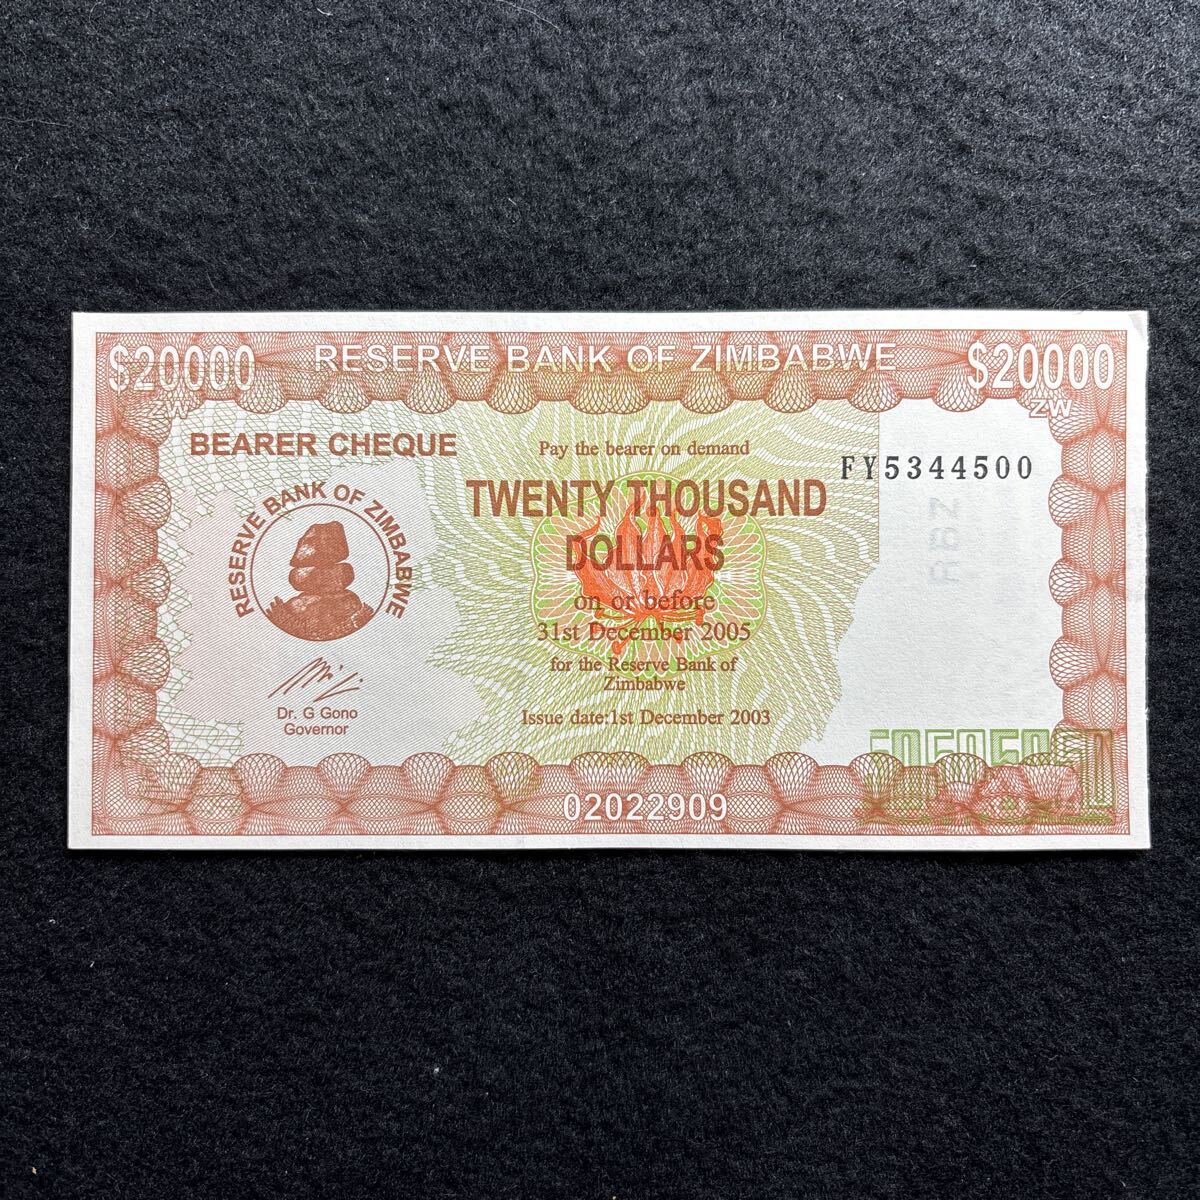 $20000 RESERVE BANK OF ZIMBABWE $20000
ZW ZW
BEARER CHEQUE
Pay the bearer on demand
FY5344500
TWENTY THOUSAND
DOLLARS
on or before
31st December 2005
for the Reserve Bank of
Zimbabwe
Issue date:1st December 2003
RESERVE BANK OF ZIMBABWE
Dr. G Gono
Governor
RBZ
02022909